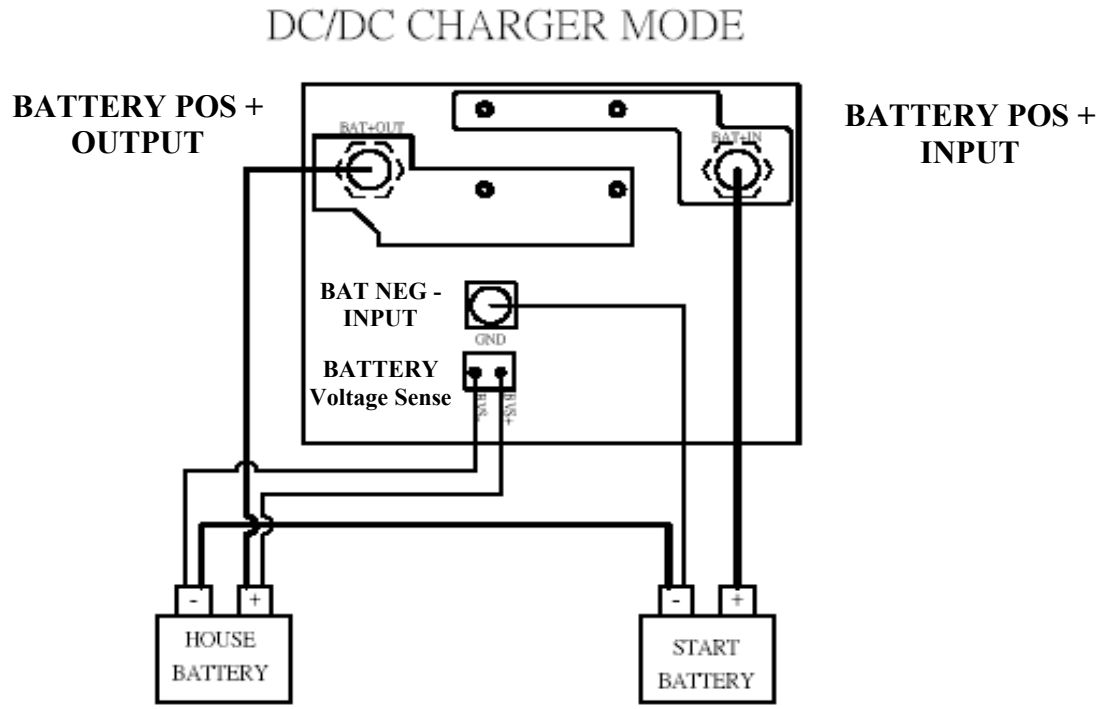 DC/DC CHARGER MODE
BATTERY POS +
OUTPUT
BAT+OUT
BAT+IN
BATTERY POS +
INPUT
BAT NEG -
INPUT
GND
BATTERY
Voltage Sense
BVS-
BVS+
- +
HOUSE
BATTERY
- +
START
BATTERY